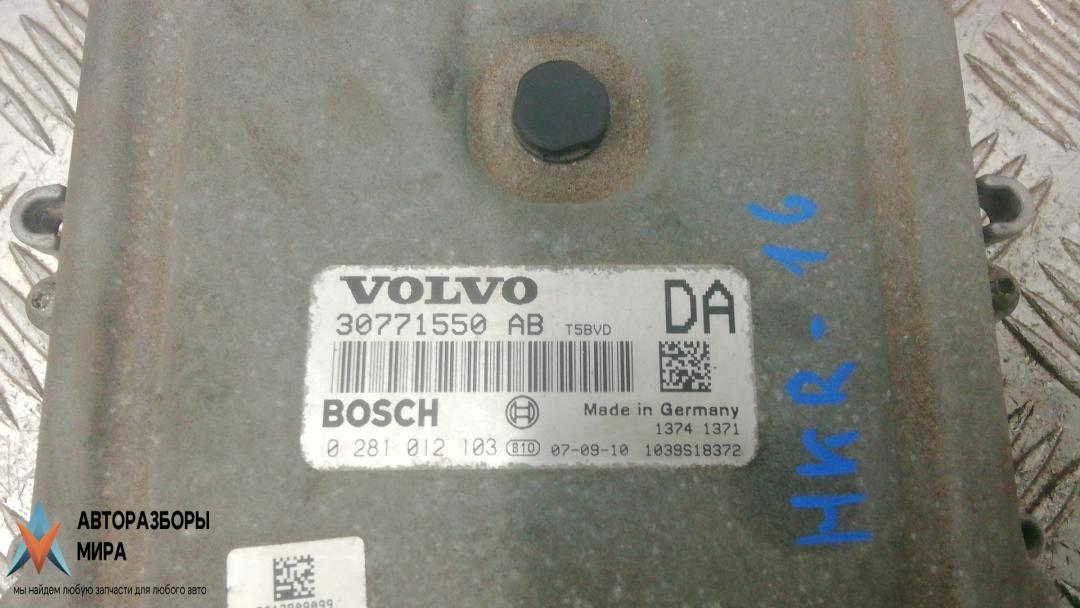 VOLVO
30771550 AB T5BVD
DA
BOSCH
Made in Germany
1374 1371
0 281 012 103 810 07-09-10 1039S18372
HKR-16
АВТОРАЗБОРЫ
МИРА
мы найдем любую запчасти для любого авто